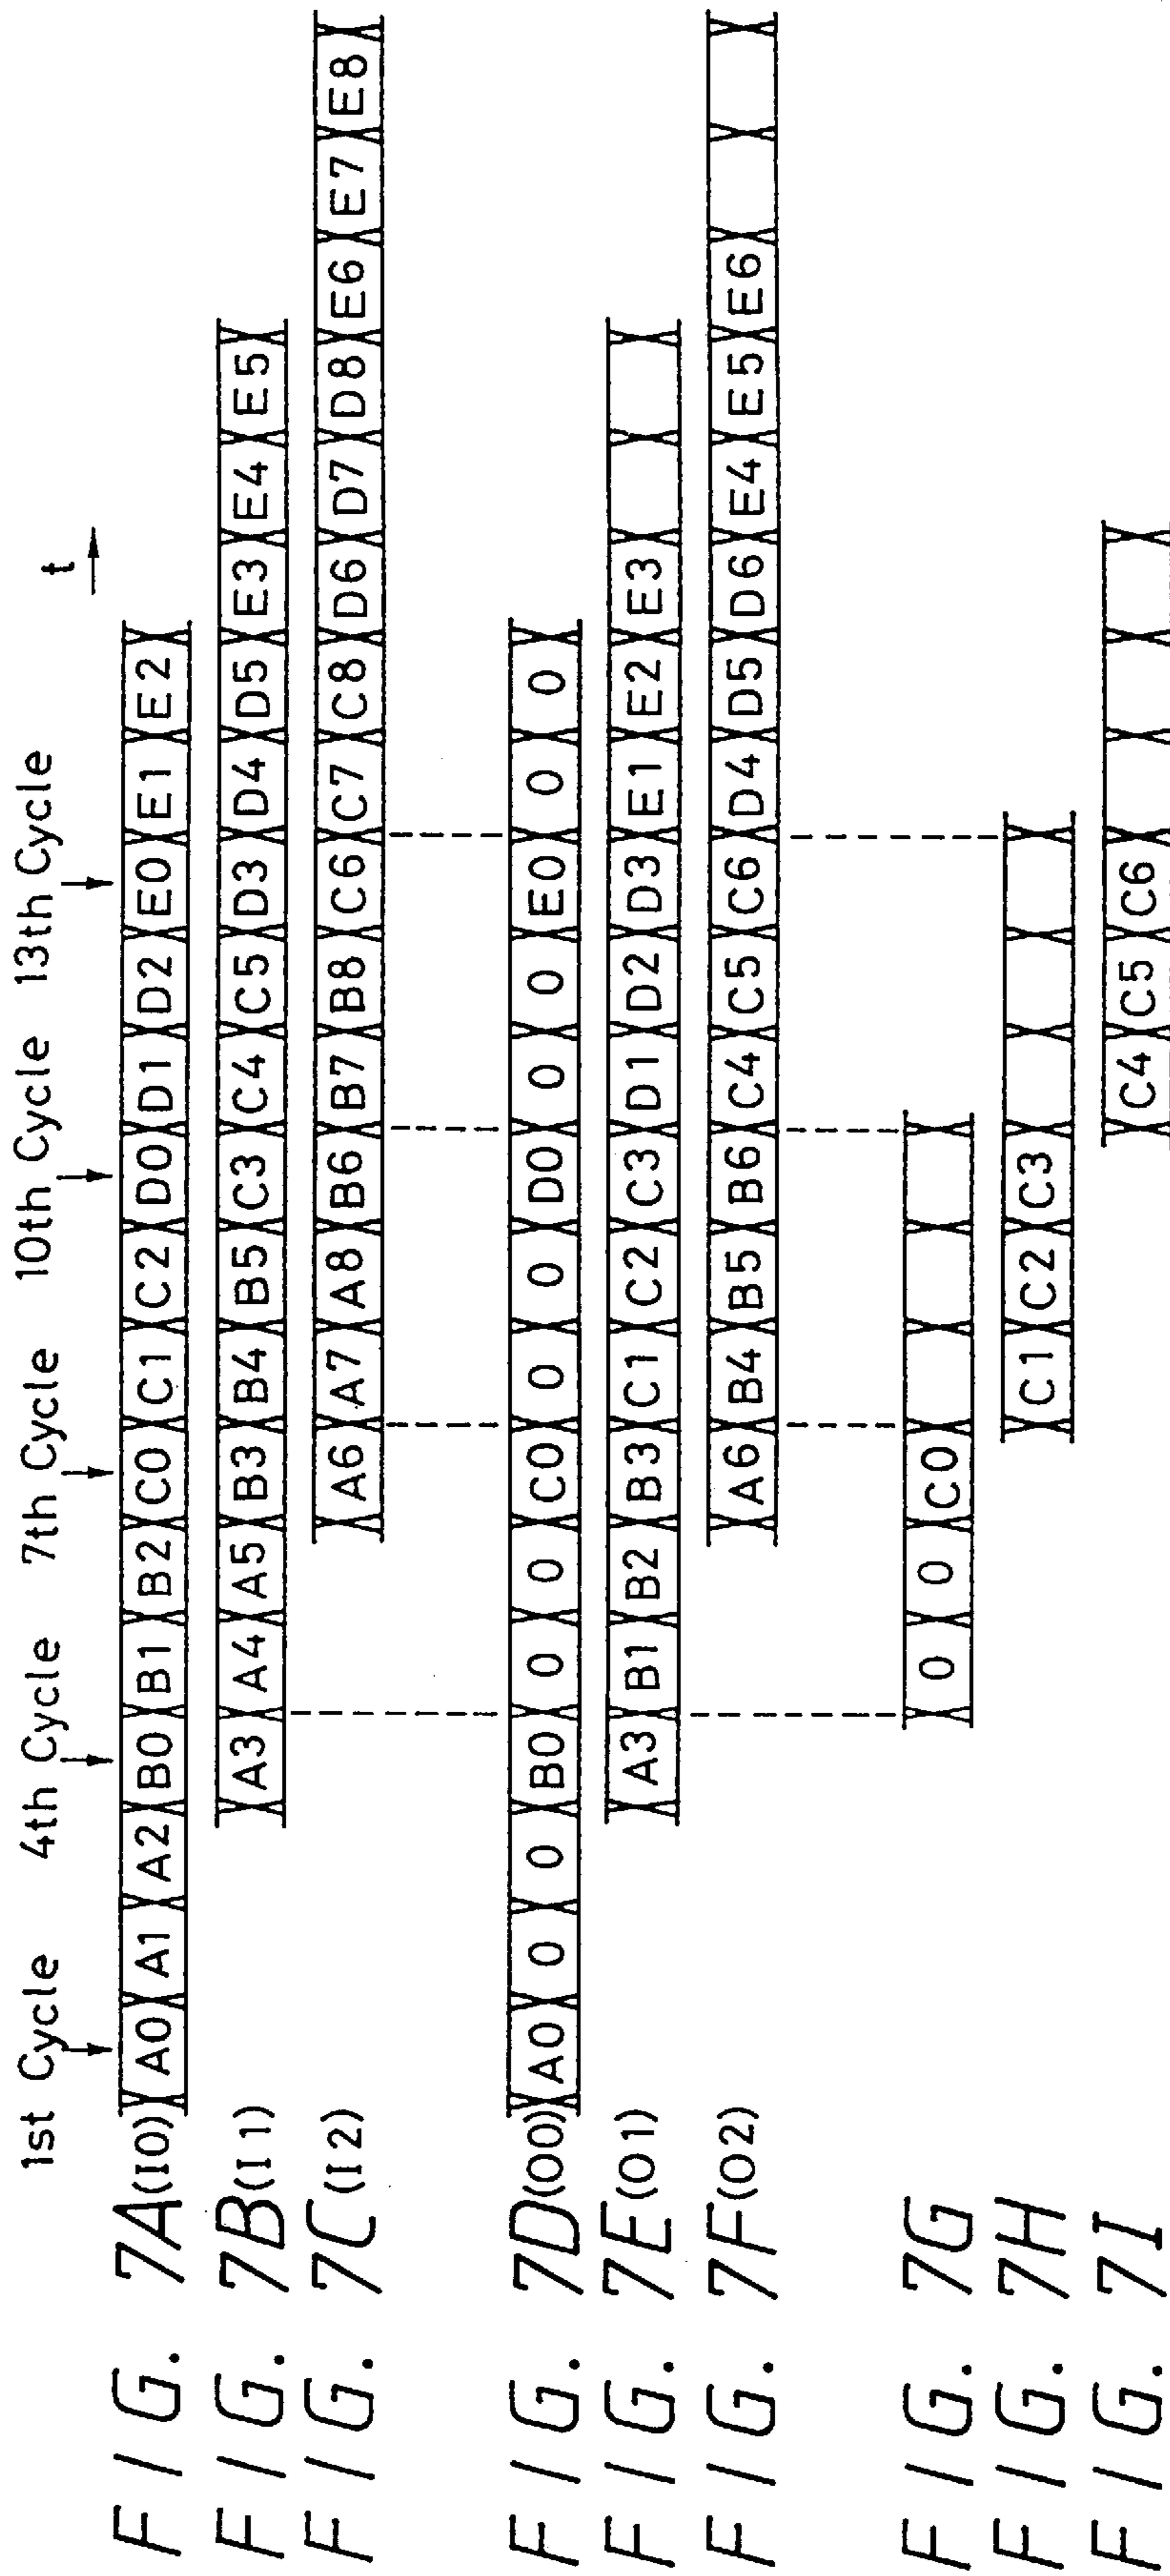 1st Cycle 4th Cycle 7th Cycle 10th Cycle 13th Cycle t
FIG. 7A (I0) A0 A1 A2 B0 B1 B2 C0 C1 C2 D0 D1 D2 E0 E1 E2
FIG. 7B (I1) A3 A4 A5 B3 B4 B5 C3 C4 C5 D3 D4 D5 E3 E4 E5
FIG. 7C (I2) A6 A7 A8 B6 B7 B8 C6 C7 C8 D6 D7 D8 E6 E7 E8
FIG. 7D (O0) A0 0 0 B0 0 0 C0 0 0 D0 0 0 E0 0 0
FIG. 7E (O1) A3 B1 B2 B3 C1 C2 C3 D1 D2 D3 E1 E2 E3
FIG. 7F (O2) A6 B4 B5 B6 C4 C5 C6 D4 D5 D6 E4 E5 E6
FIG. 7G 0 0 C0
FIG. 7H C1 C2 C3
FIG. 7I C4 C5 C6